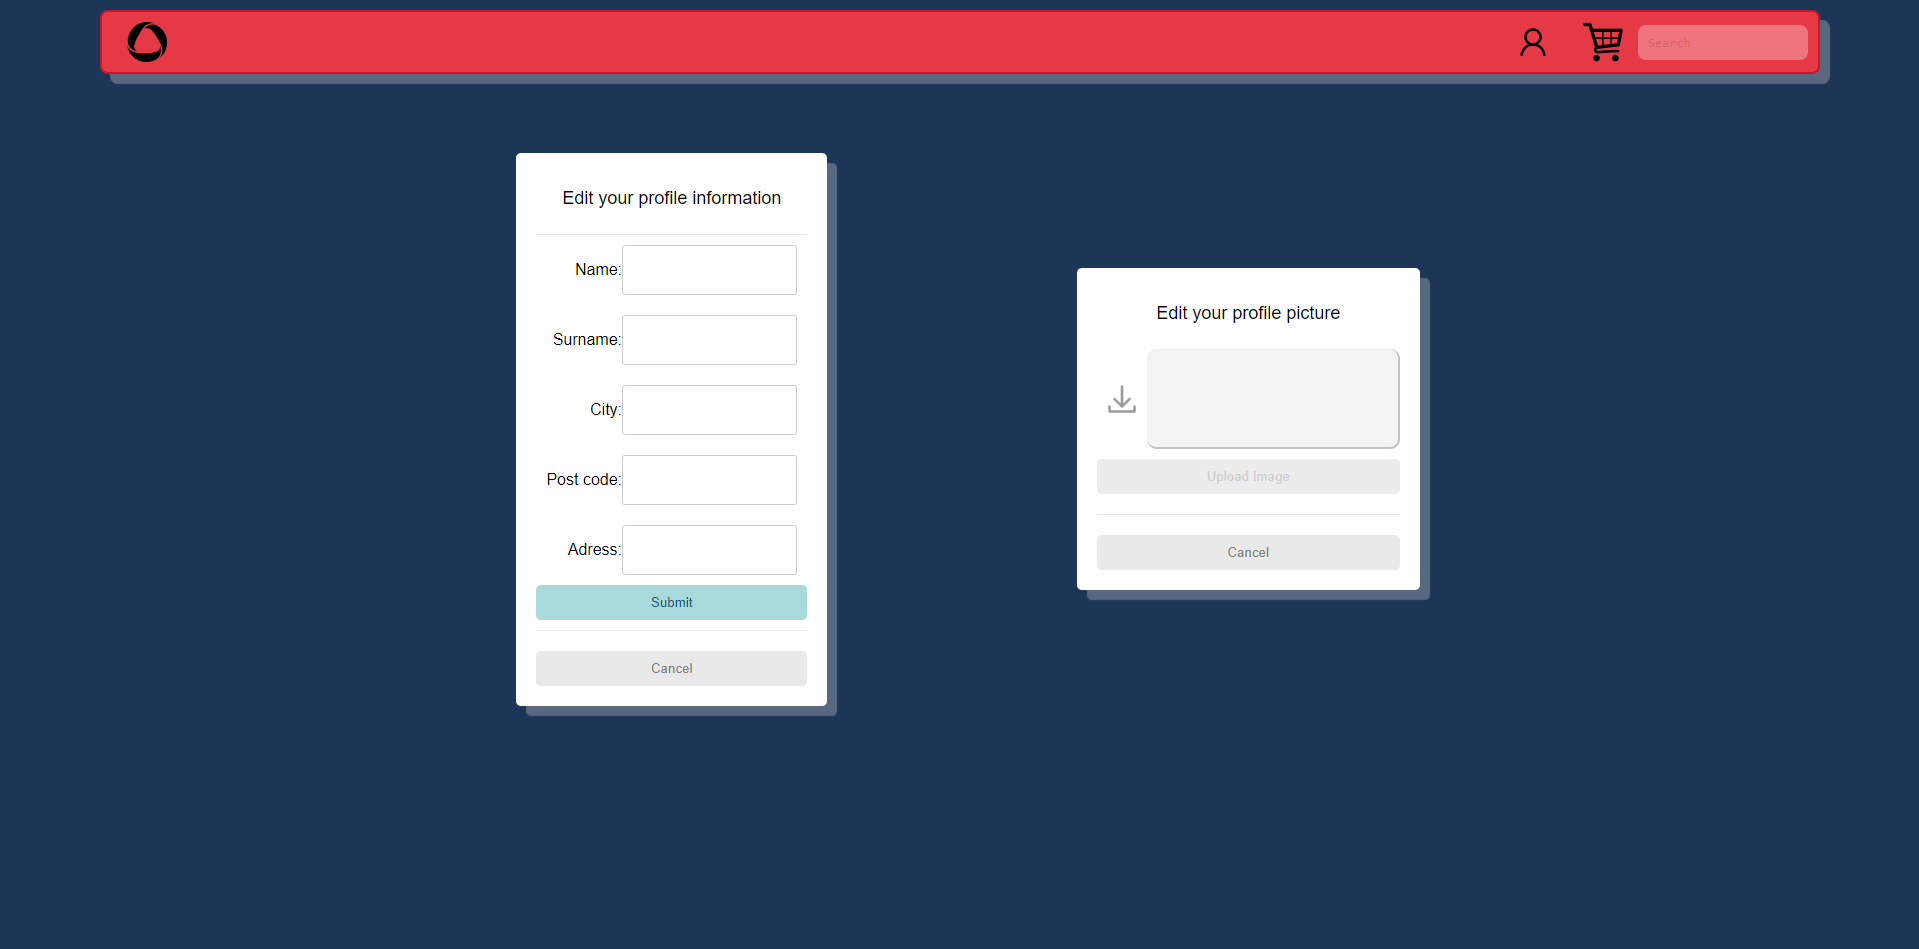 Search
Edit your profile information
Name:
Surname:
City:
Post code:
Adress:
Submit
Cancel
Edit your profile picture
Upload Image
Cancel